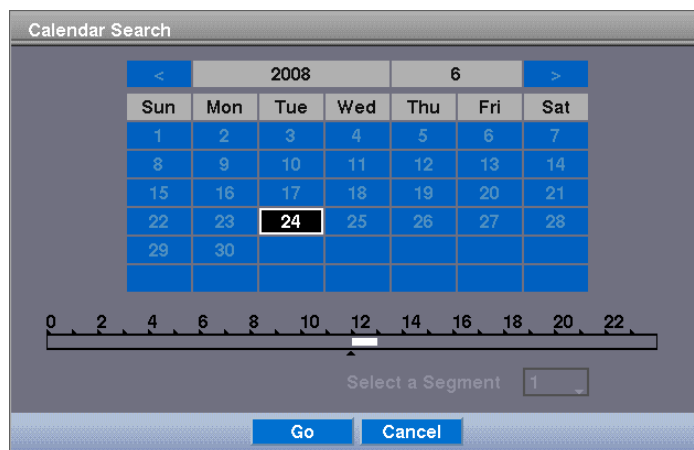 Calendar Search
< 2008 6 >
Sun Mon Tue Wed Thu Fri Sat
1 2 3 4 5 6 7
8 9 10 11 12 13 14
15 16 17 18 19 20 21
22 23 24 25 26 27 28
29 30
0 2 4 6 8 10 12 14 16 18 20 22
Select a Segment 1
Go Cancel